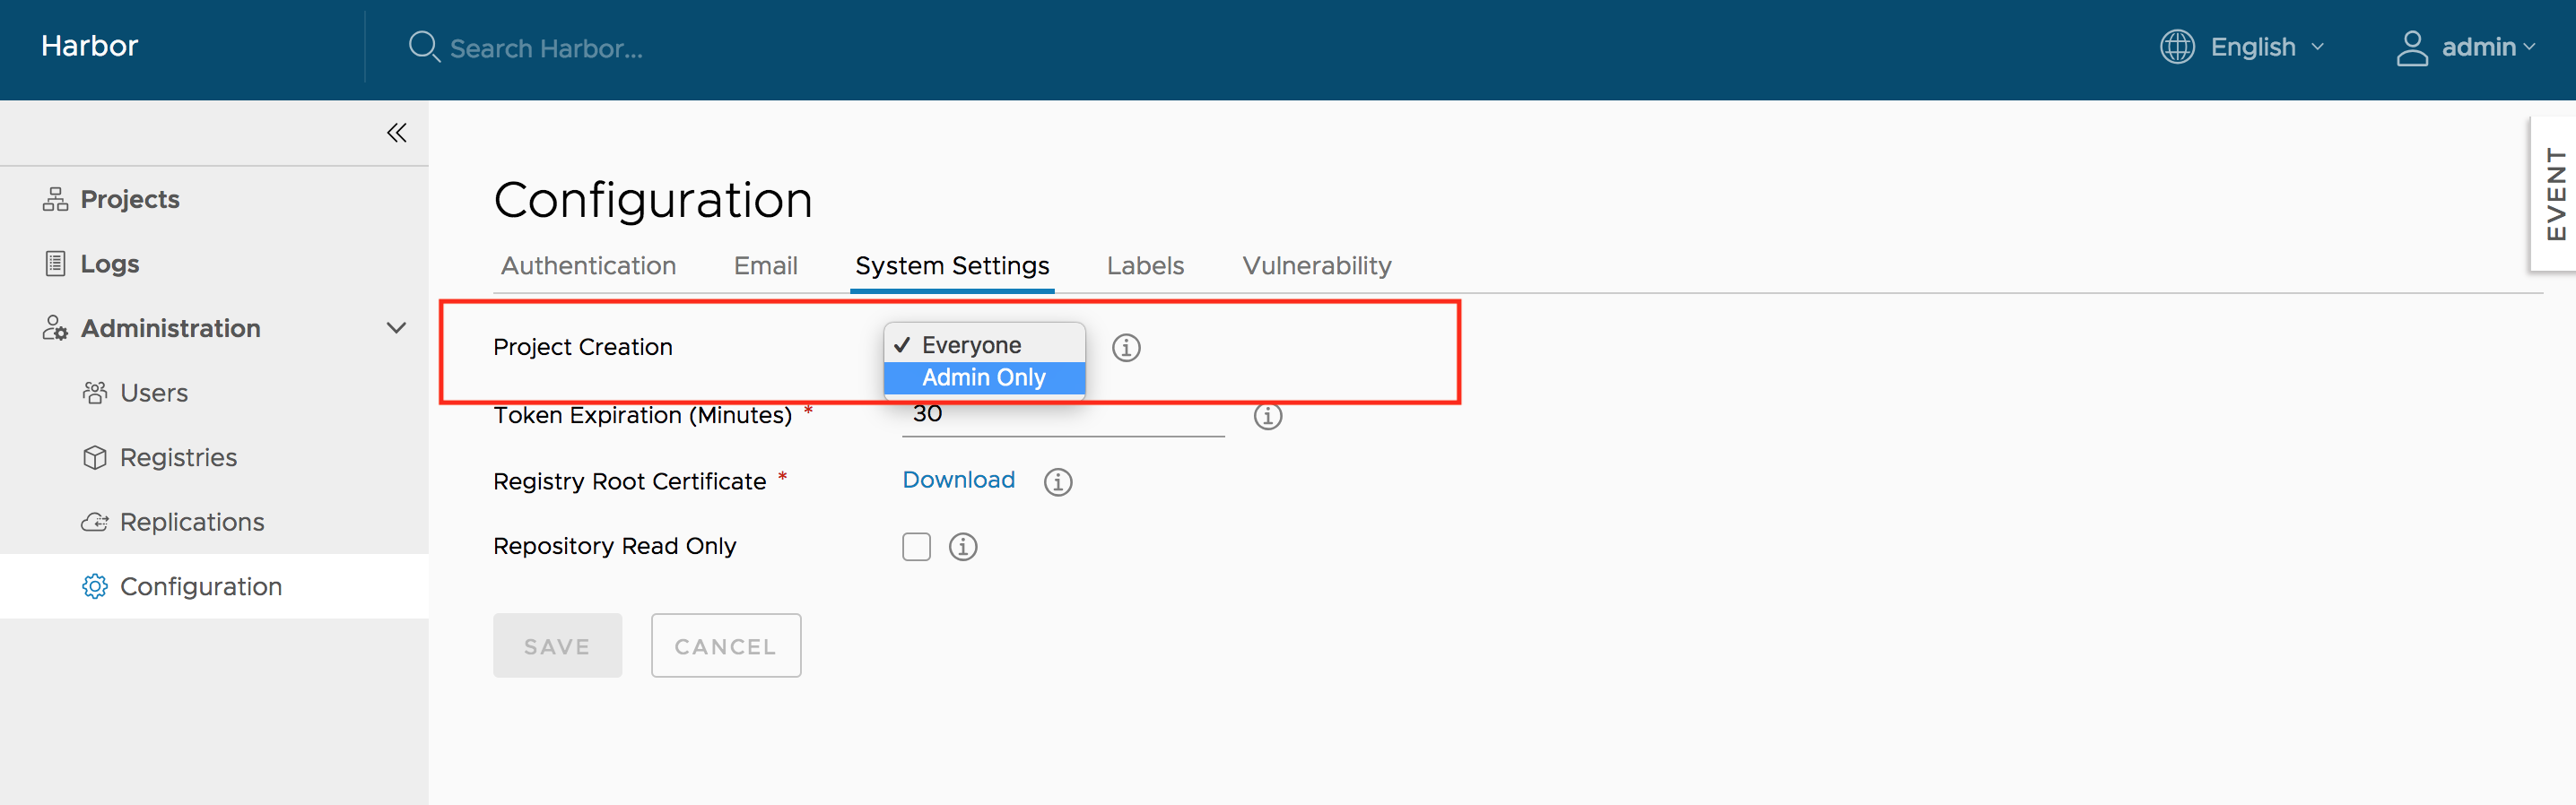 Harbor
Search Harbor...
English
admin
EVENT
Projects
Logs
Administration
Users
Registries
Replications
Configuration
Configuration
Authentication Email System Settings Labels Vulnerability
Project Creation
✓ Everyone
Admin Only
Token Expiration (Minutes) * 30
Registry Root Certificate * Download
Repository Read Only
SAVE CANCEL